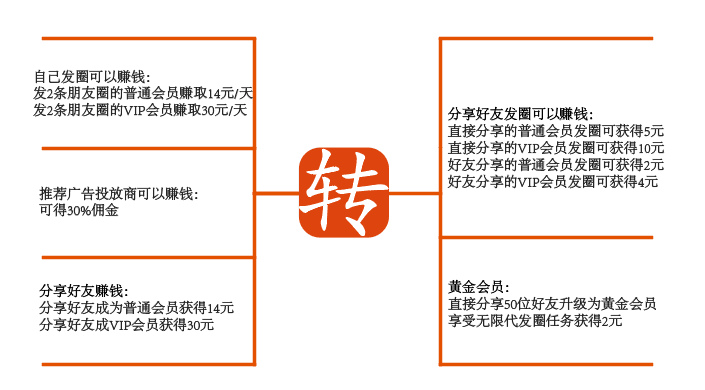 自己发圈可以赚钱：
发2条朋友圈的普通会员赚取14元/天
发2条朋友圈的VIP会员赚取30元/天
推荐广告投放商可以赚钱：
可得30%佣金
分享好友赚钱：
分享好友成为普通会员获得14元
分享好友成VIP会员获得30元
转
分享好友发圈可以赚钱：
直接分享的普通会员发圈可获得5元
直接分享的VIP会员发圈可获得10元
好友分享的普通会员发圈可获得2元
好友分享的VIP会员发圈可获得4元
黄金会员：
直接分享50位好友升级为黄金会员
享受无限代发圈任务获得2元